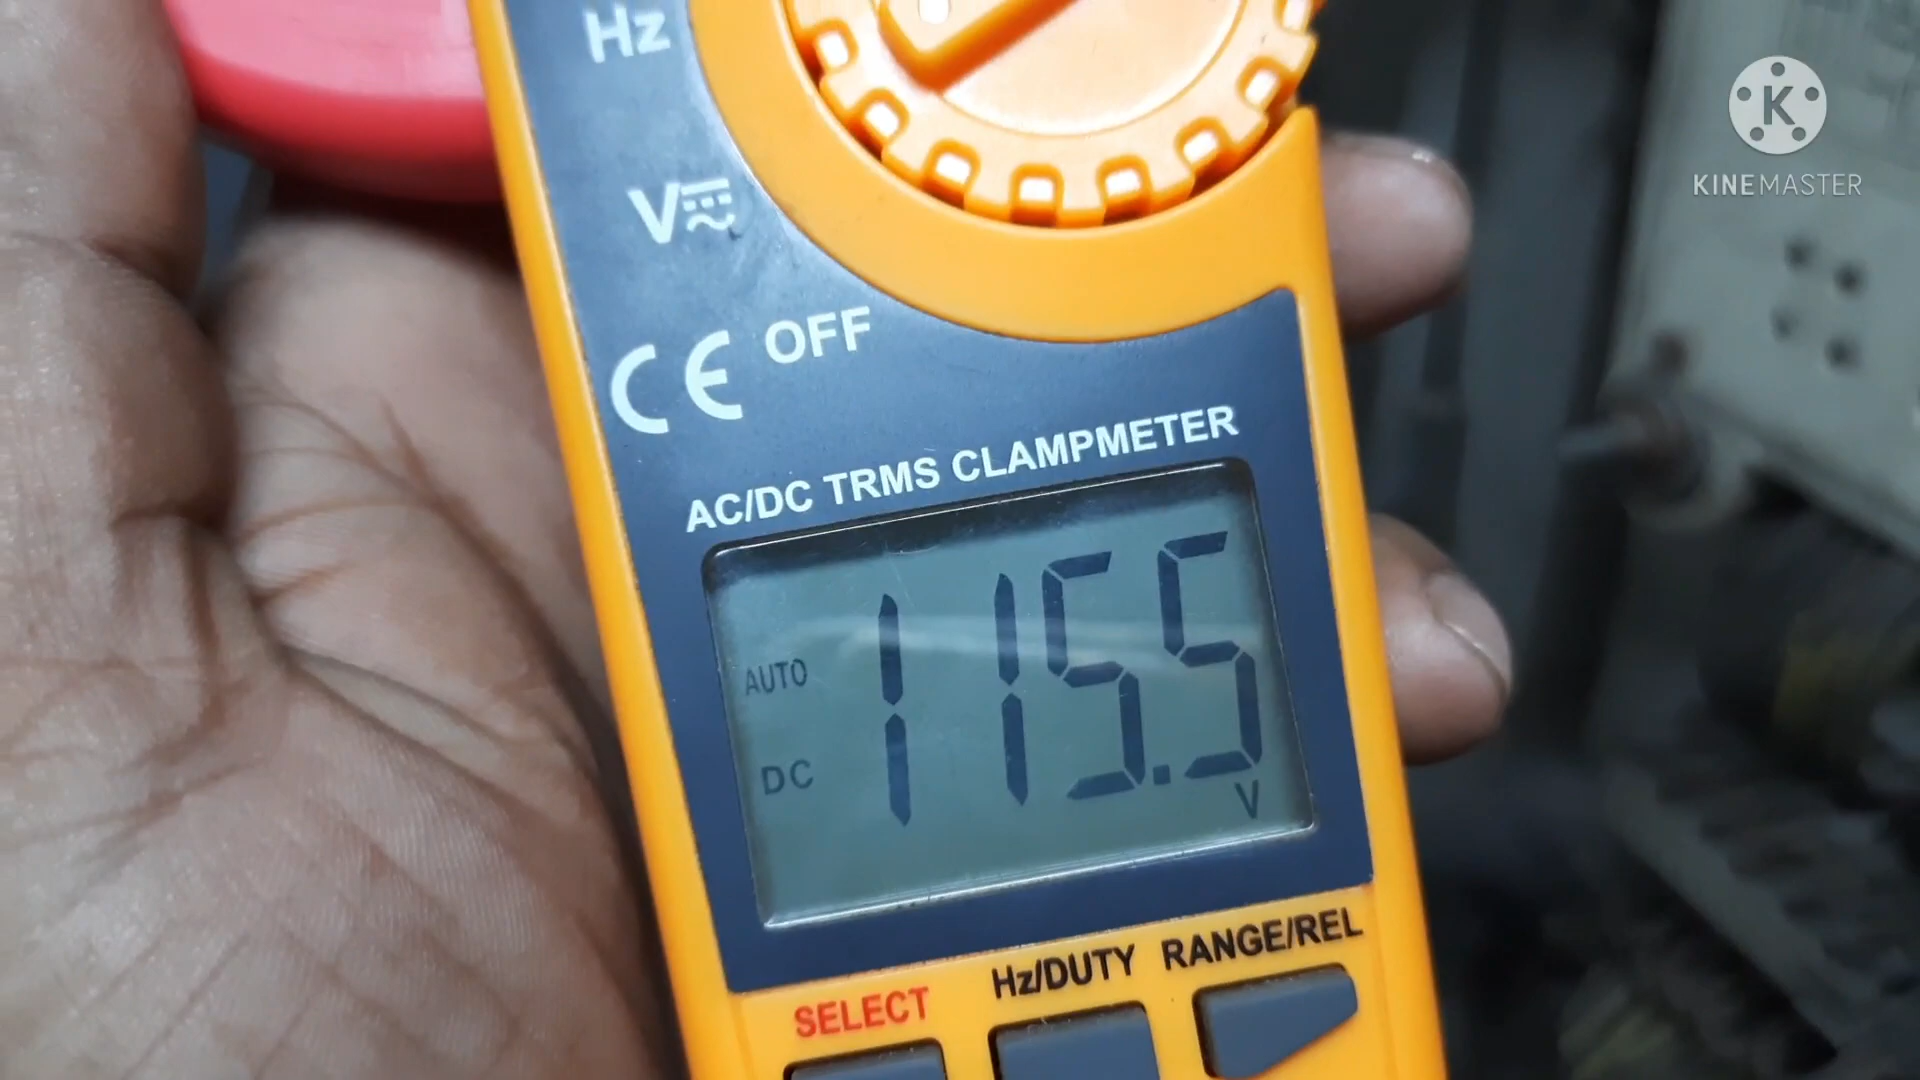 Hz
V
CE OFF
AC/DC TRMS CLAMPMETER
AUTO
DC
115.5
V
SELECT
Hz/DUTY
RANGE/REL
K
KINEMASTER